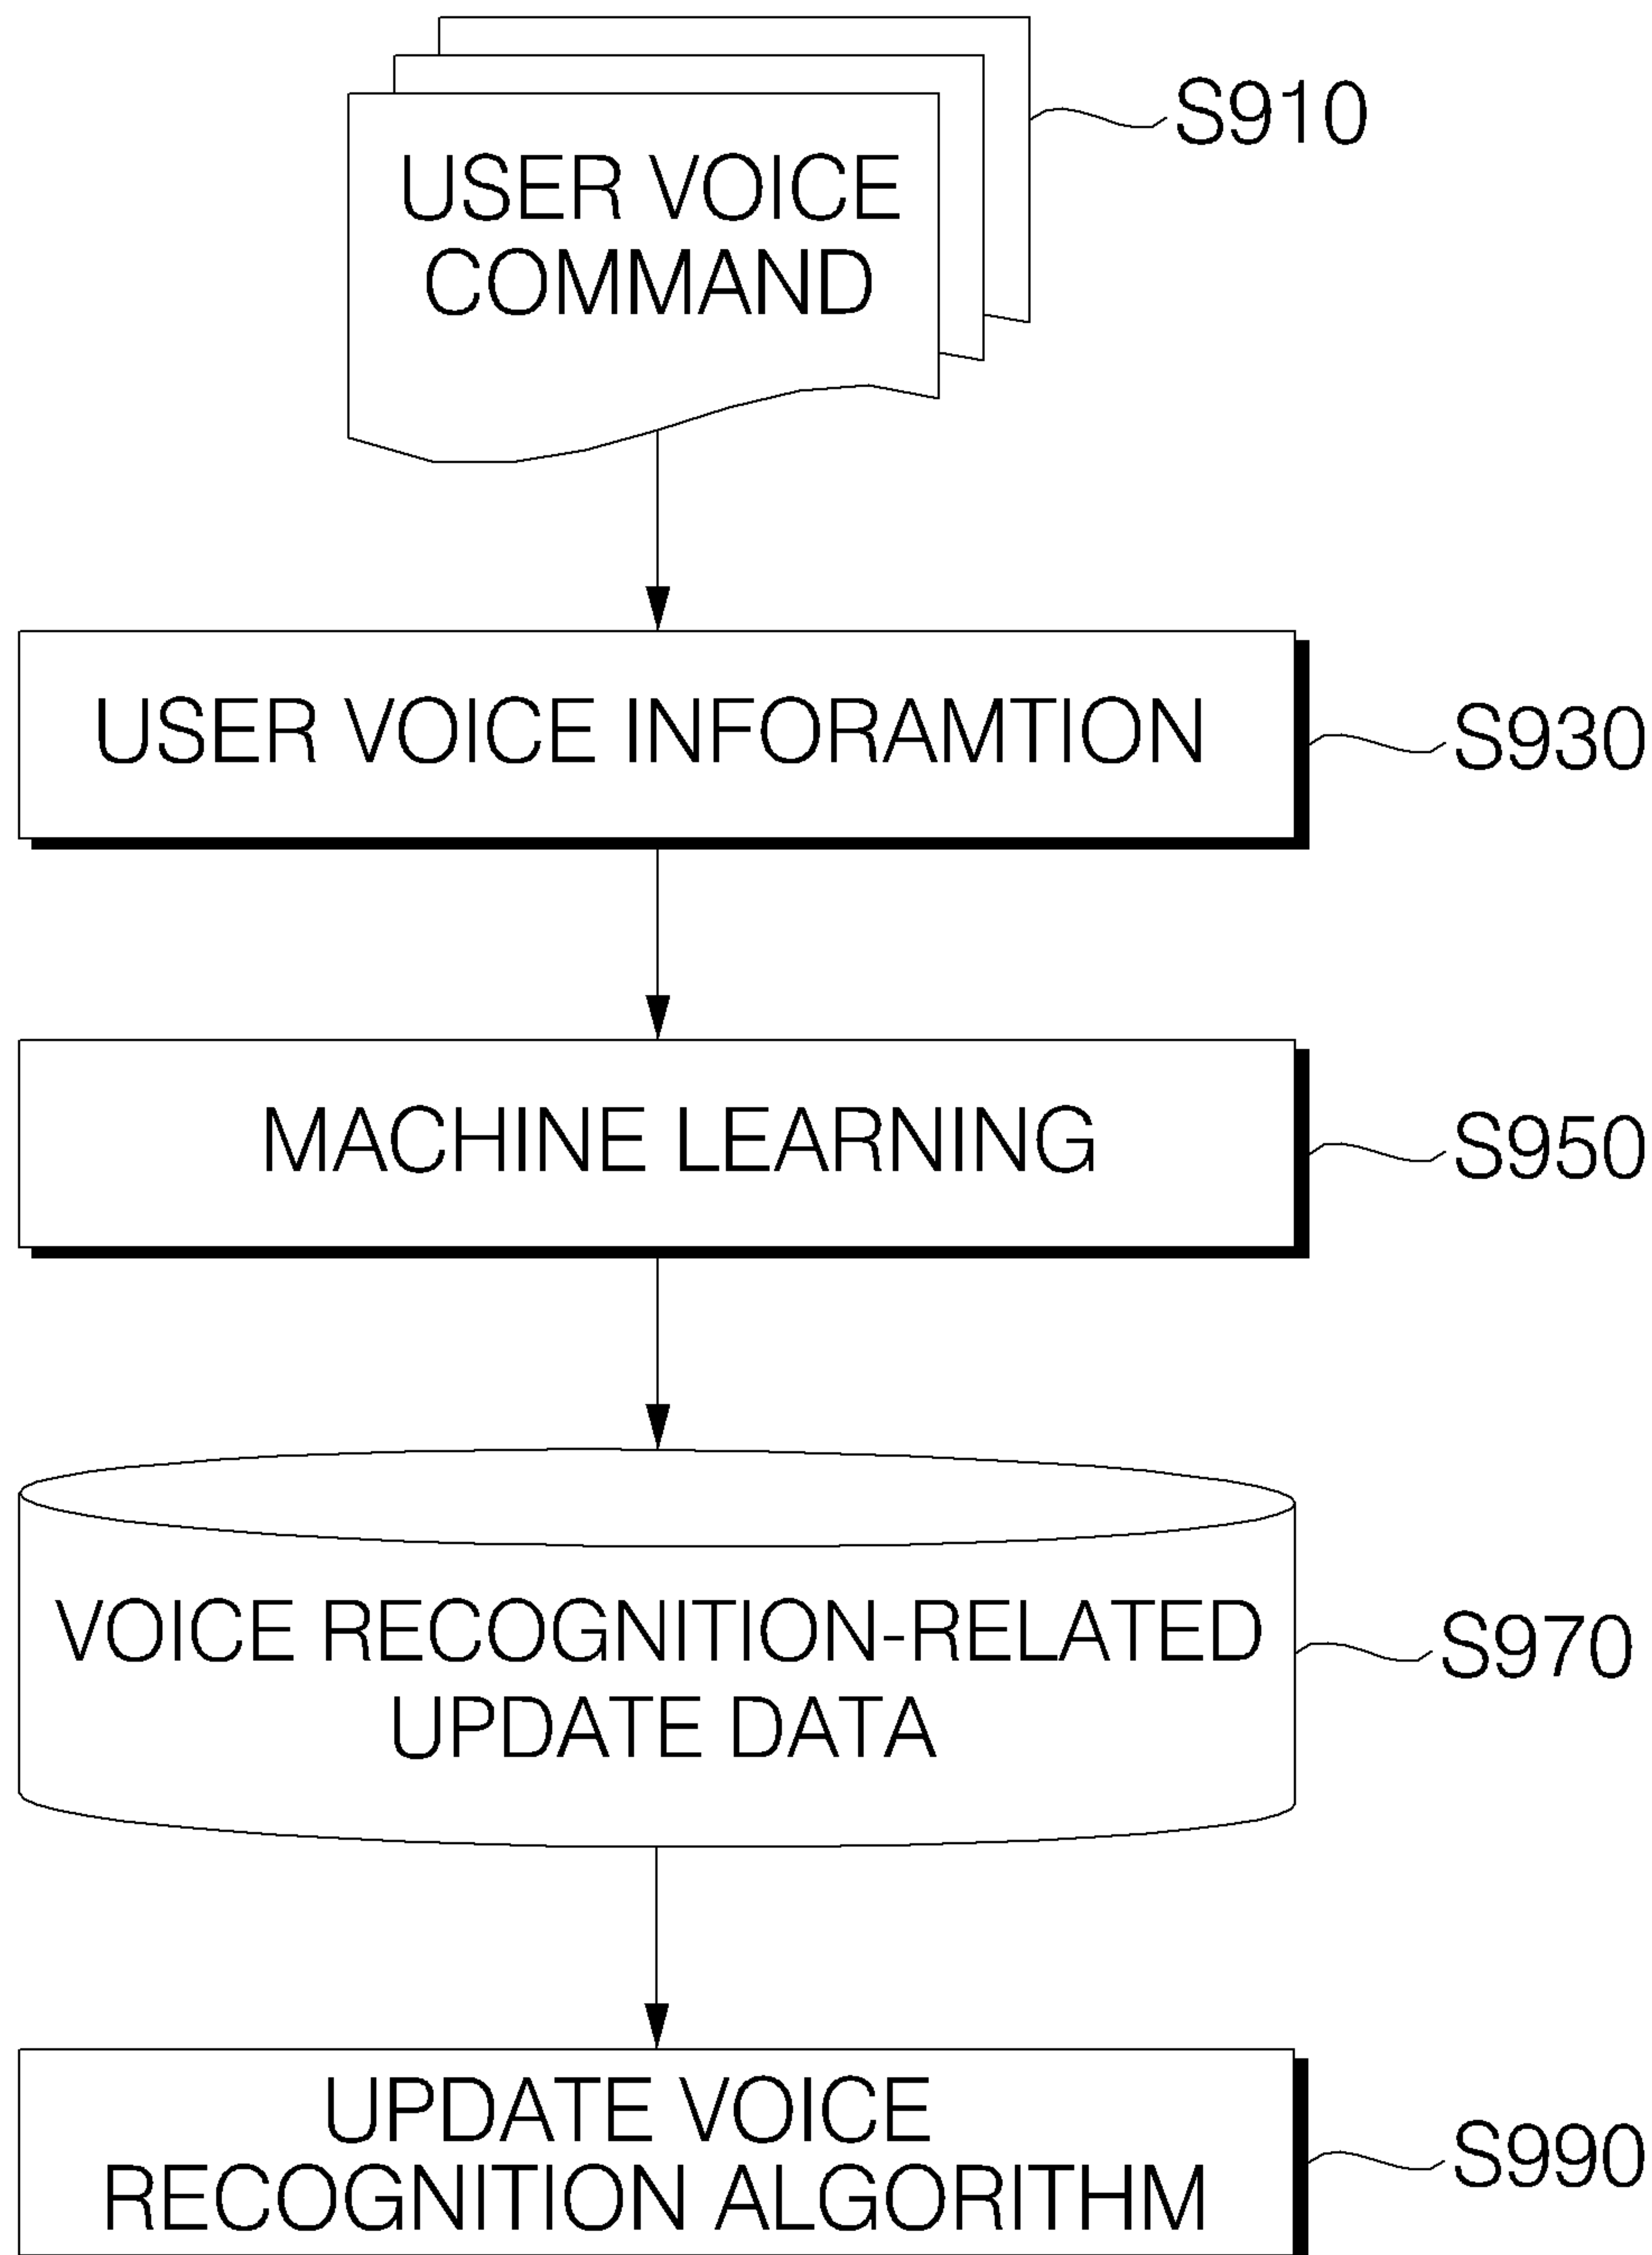 USER VOICE
COMMAND
S910
USER VOICE INFORAMTION
S930
MACHINE LEARNING
S950
VOICE RECOGNITION-RELATED
UPDATE DATA
S970
UPDATE VOICE
RECOGNITION ALGORITHM
S990